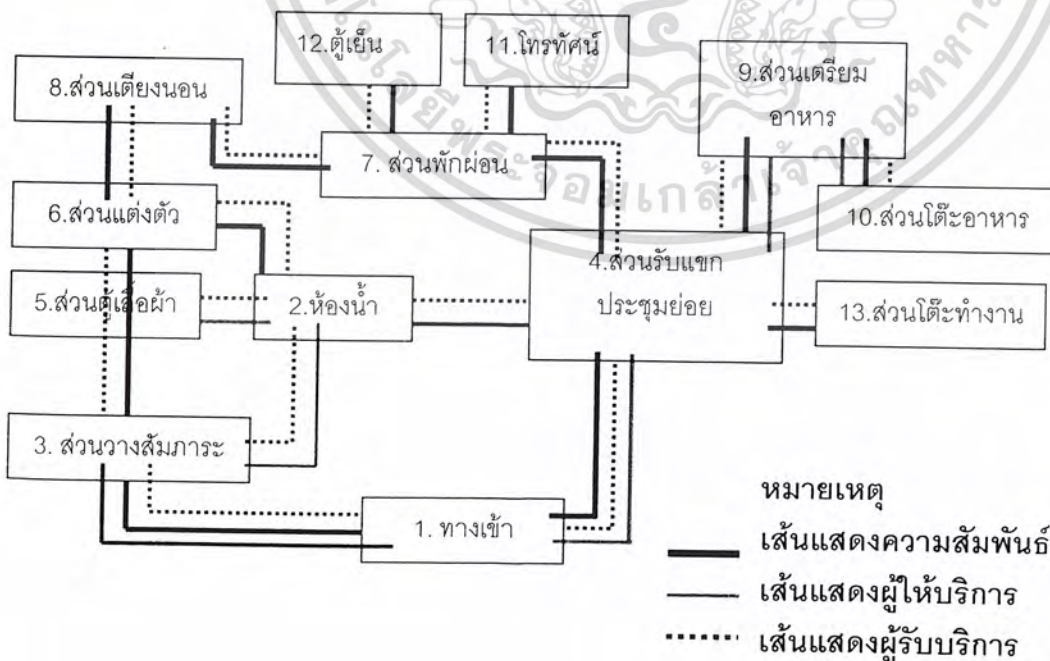 12.ตู้เย็น
11.โทรทัศน์
9.ส่วนเตรียม
อาหาร
8.ส่วนเตียงนอน
7. ส่วนพักผ่อน
6.ส่วนแต่งตัว
10.ส่วนโต๊ะอาหาร
4.ส่วนรับแขก
ประชุมย่อย
5.ส่วนตู้เสื้อผ้า
2.ห้องน้ำ
13.ส่วนโต๊ะทำงาน
3. ส่วนวางสัมภาระ
1. ทางเข้า
หมายเหตุ
เส้นแสดงความสัมพันธ์
เส้นแสดงผู้ให้บริการ
เส้นแสดงผู้รับบริการ